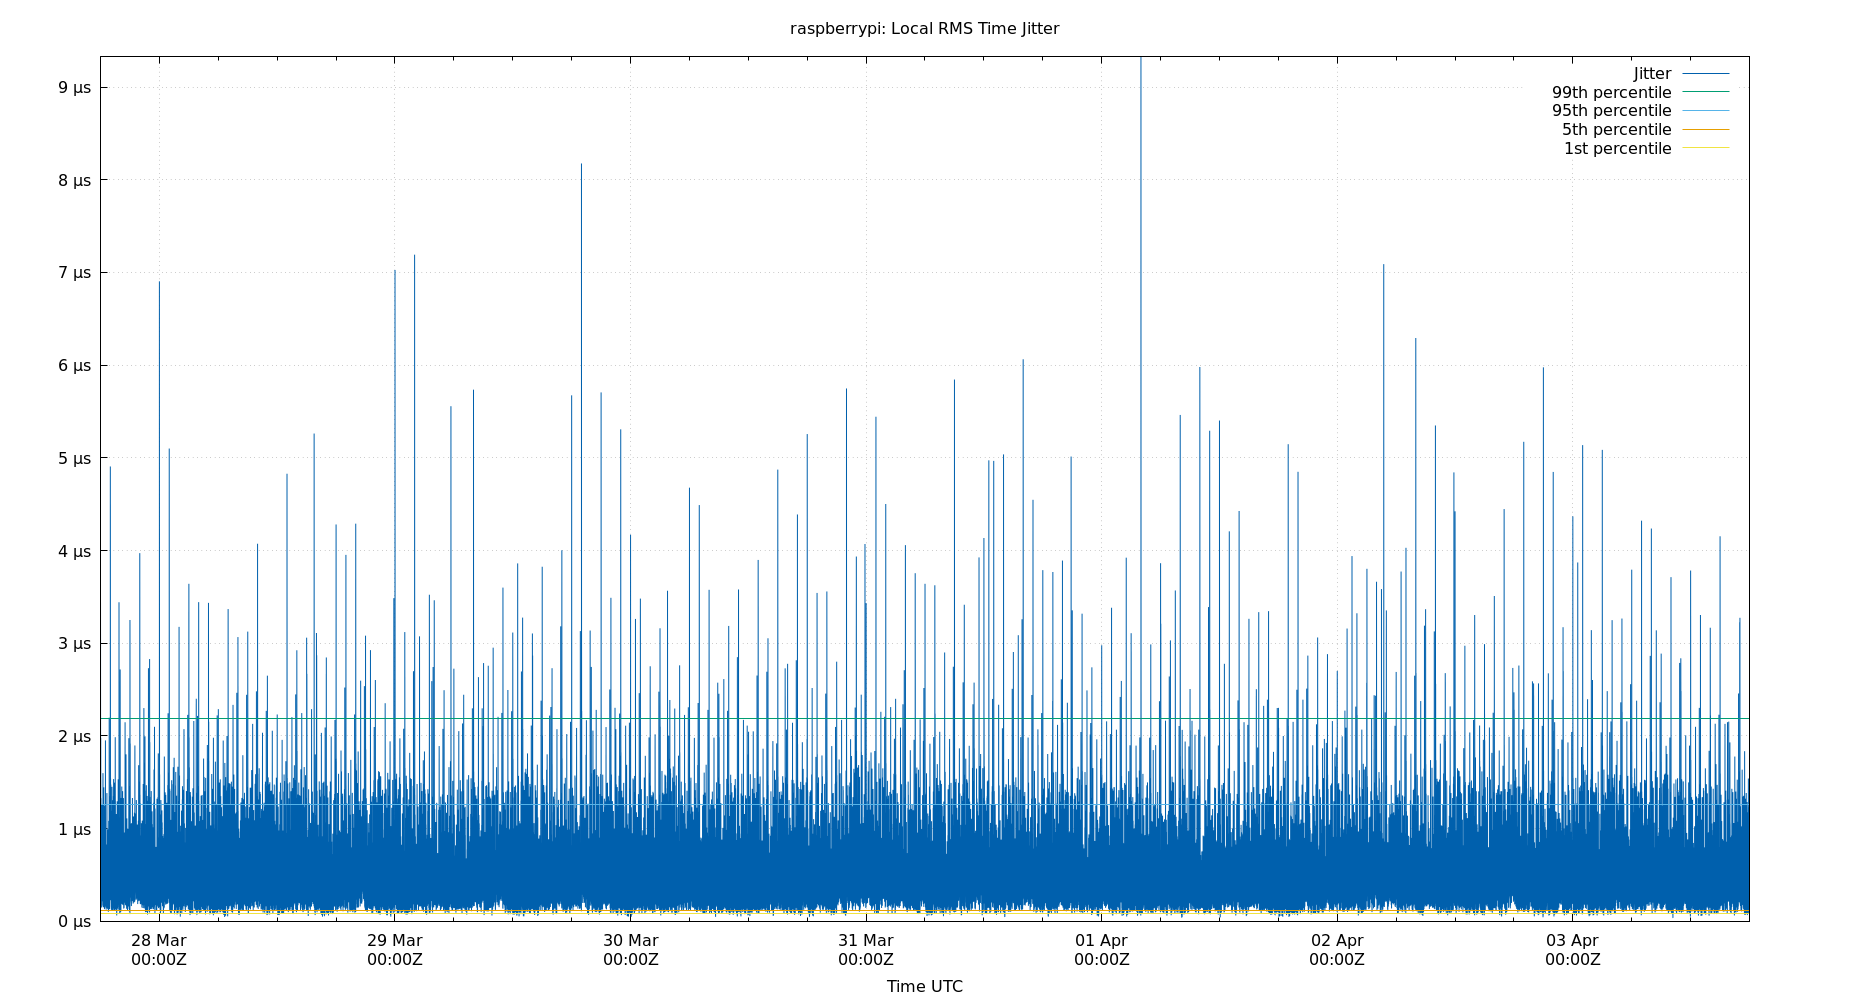 raspberrypi: Local RMS Time Jitter
Jitter
99th percentile
95th percentile
5th percentile
1st percentile
9 µs
8 µs
7 µs
6 µs
5 µs
4 µs
3 µs
2 µs
1 µs
0 µs
28 Mar 29 Mar 30 Mar 31 Mar 01 Apr 02 Apr 03 Apr
00:00Z 00:00Z 00:00Z 00:00Z 00:00Z 00:00Z 00:00Z
Time UTC